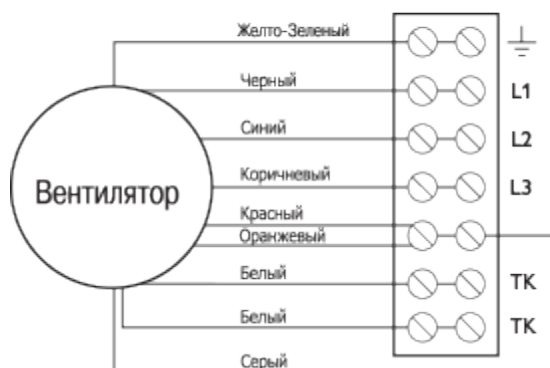 Желто-Зеленый
Черный L1
Синий L2
Коричневый L3
Вентилятор
Красный
Оранжевый
Белый TK
Белый TK
Серый